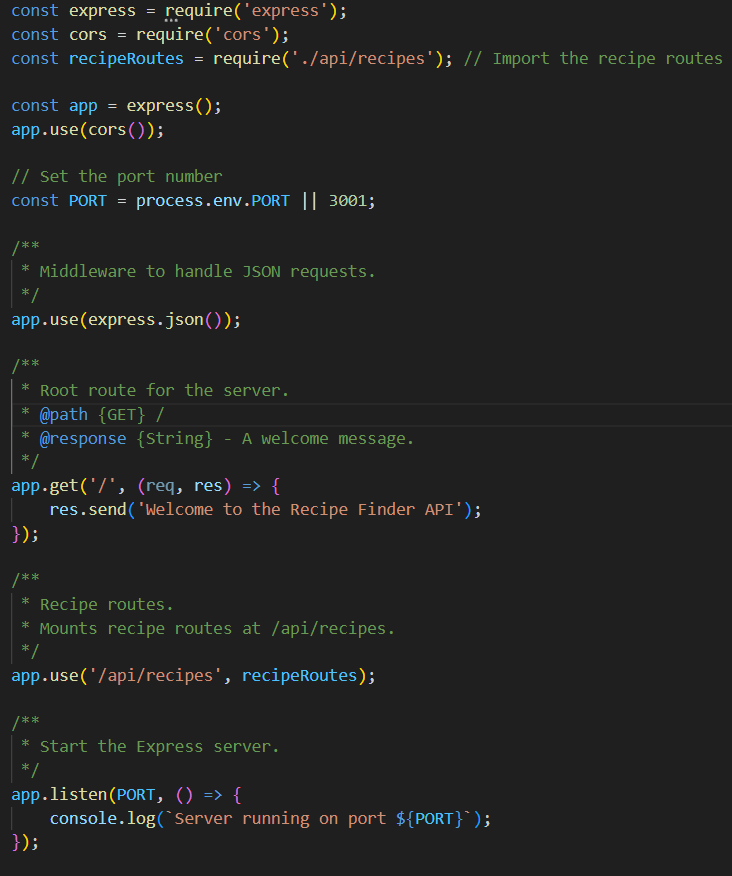 const express = require('express');
const cors = require('cors');
const recipeRoutes = require('./api/recipes'); // Import the recipe routes
const app = express();
app.use(cors());
// Set the port number
const PORT = process.env.PORT || 3001;
/**
 * Middleware to handle JSON requests.
 */
app.use(express.json());
/**
 * Root route for the server.
 * @path {GET} /
 * @response {String} - A welcome message.
 */
app.get('/', (req, res) => {
    res.send('Welcome to the Recipe Finder API');
});
/**
 * Recipe routes.
 * Mounts recipe routes at /api/recipes.
 */
app.use('/api/recipes', recipeRoutes);
/**
 * Start the Express server.
 */
app.listen(PORT, () => {
    console.log(`Server running on port ${PORT}`);
});